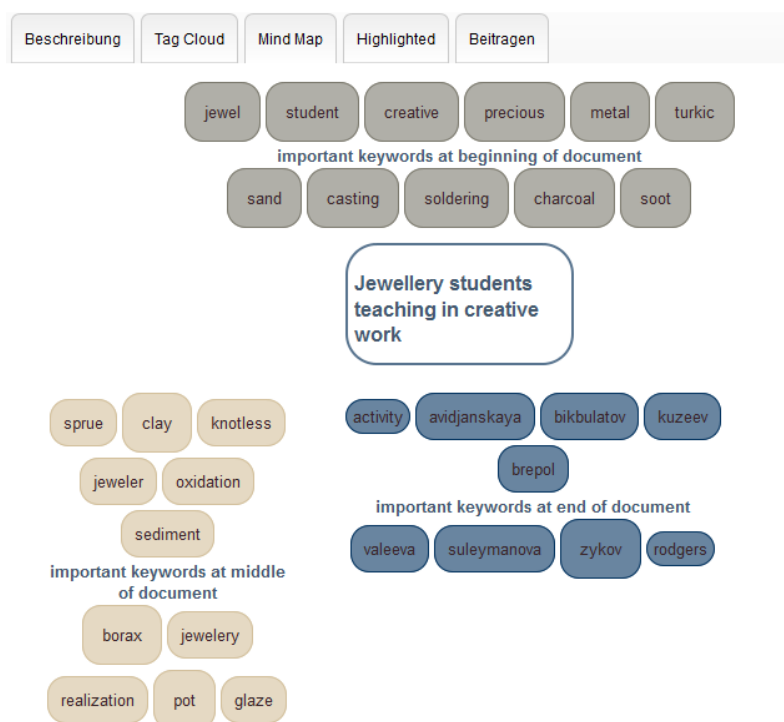 Beschreibung Tag Cloud Mind Map Highlighted Beitragen
jewel student creative precious metal turkic
important keywords at beginning of document
sand casting soldering charcoal soot
Jewellery students
teaching in creative
work
sprue clay knotless
jeweler oxidation
sediment
important keywords at middle
of document
borax jewelery
realization pot glaze
activity avidjanskaya bikbulatov kuzeev
brepol
important keywords at end of document
valeeva suleymanova zykov rodgers